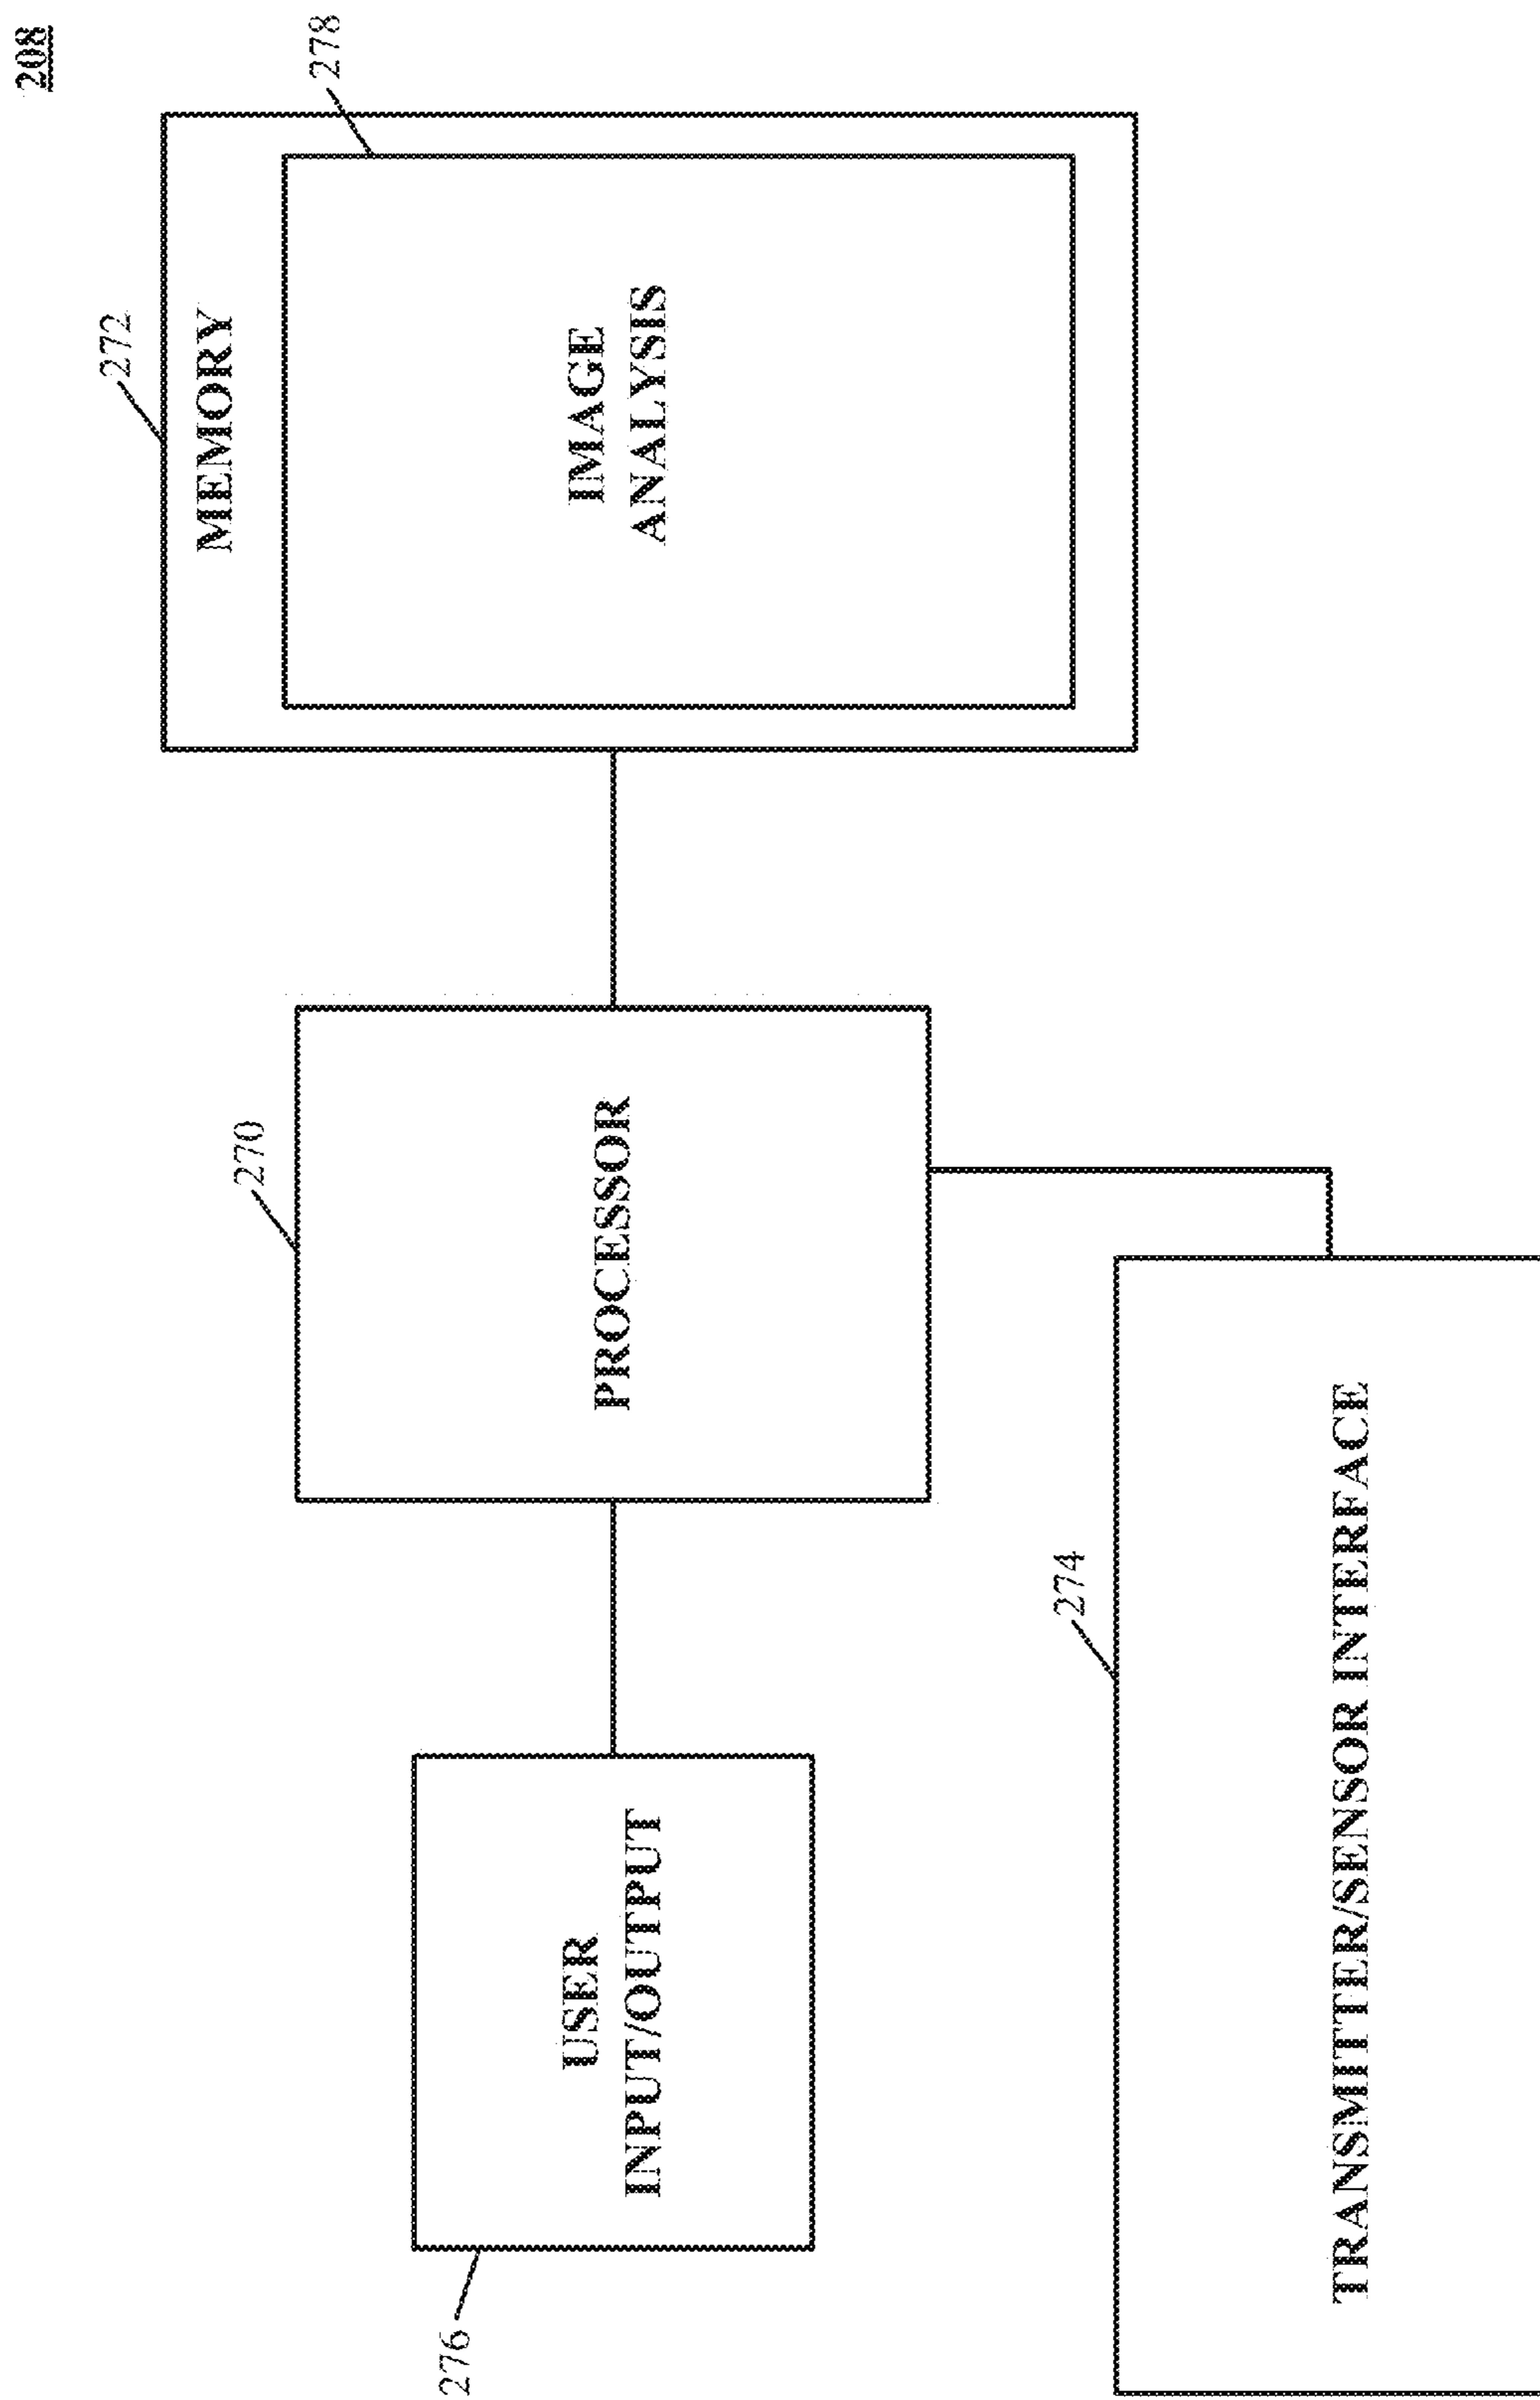 208
276
USER
INPUT/OUTPUT
270
PROCESSOR
272
MEMORY
278
IMAGE
ANALYSIS
274
TRANSMITTER/SENSOR INTERFACE